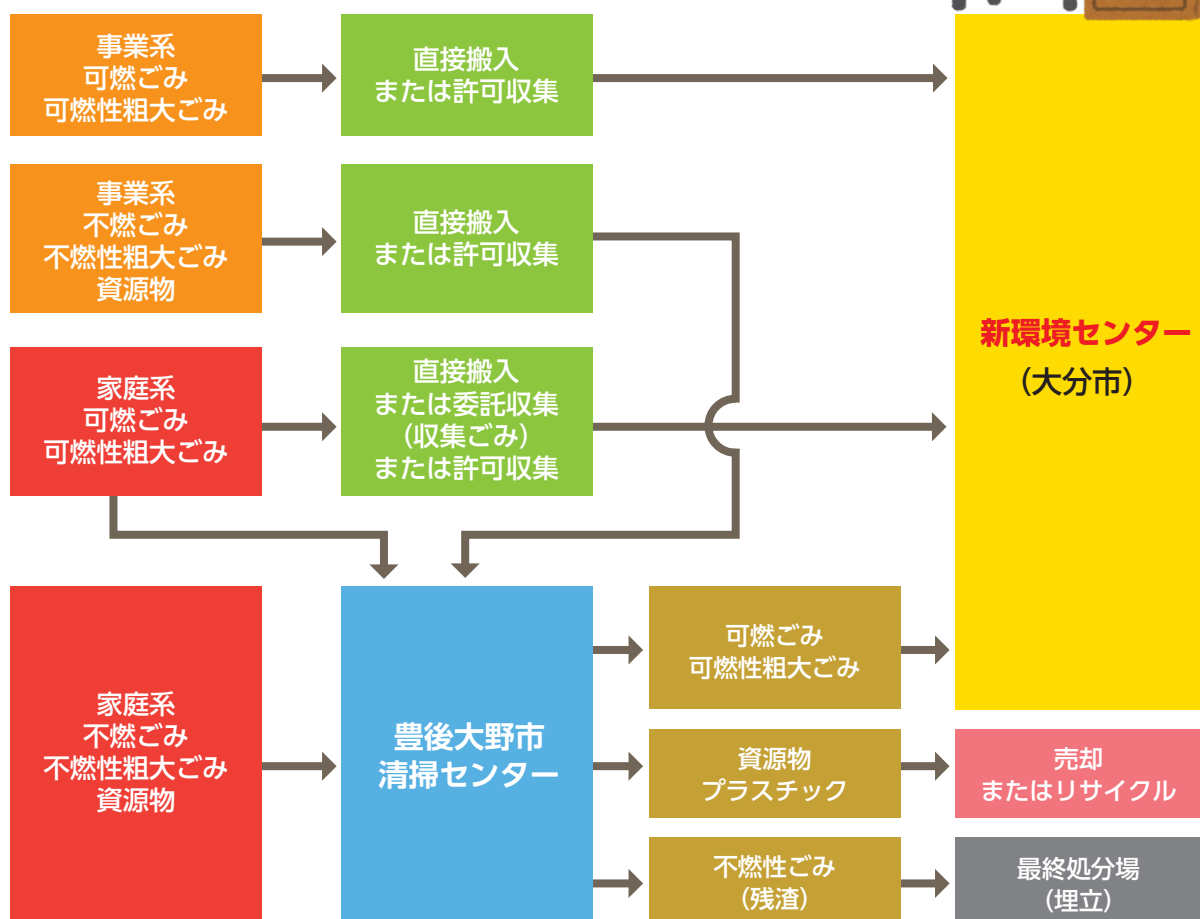 事業系
可燃ごみ
可燃性粗大ごみ
直接搬入
または許可収集
事業系
不燃ごみ
不燃性粗大ごみ
資源物
直接搬入
または許可収集
家庭系
可燃ごみ
可燃性粗大ごみ
直接搬入
または委託収集
(収集ごみ)
または許可収集
新環境センター
(大分市)
家庭系
不燃ごみ
不燃性粗大ごみ
資源物
豊後大野市
清掃センター
可燃ごみ
可燃性粗大ごみ
資源物
プラスチック
売却
またはリサイクル
不燃性ごみ
(残渣)
最終処分場
(埋立)